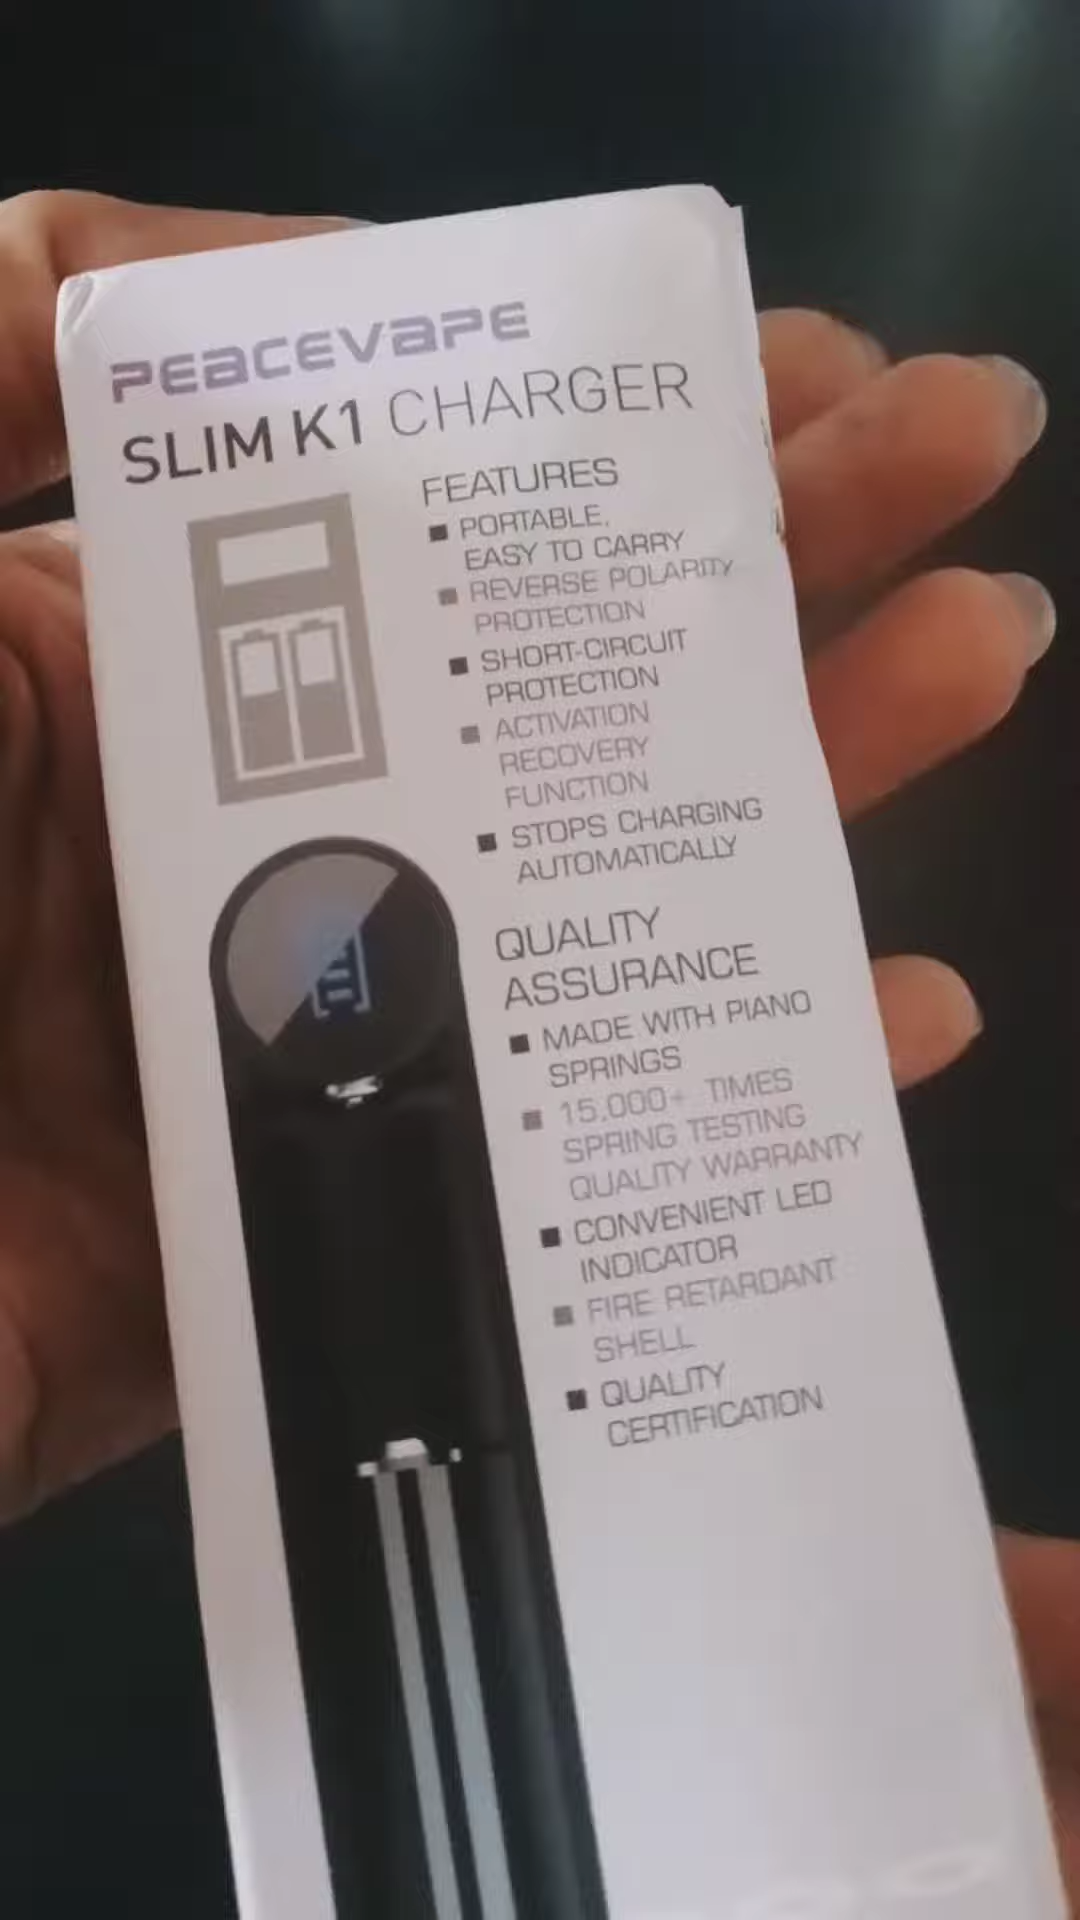 PEACEVAPE
SLIM K1 CHARGER
FEATURES
PORTABLE,
EASY TO CARRY
REVERSE POLARITY
PROTECTION
SHORT-CIRCUIT
PROTECTION
ACTIVATION
RECOVERY
FUNCTION
STOPS CHARGING
AUTOMATICALLY
QUALITY
ASSURANCE
MADE WITH PIANO
SPRINGS
15,000+ TIMES
SPRING TESTING
QUALITY WARRANTY
CONVENIENT LED
INDICATOR
FIRE RETARDANT
SHELL
QUALITY
CERTIFICATION